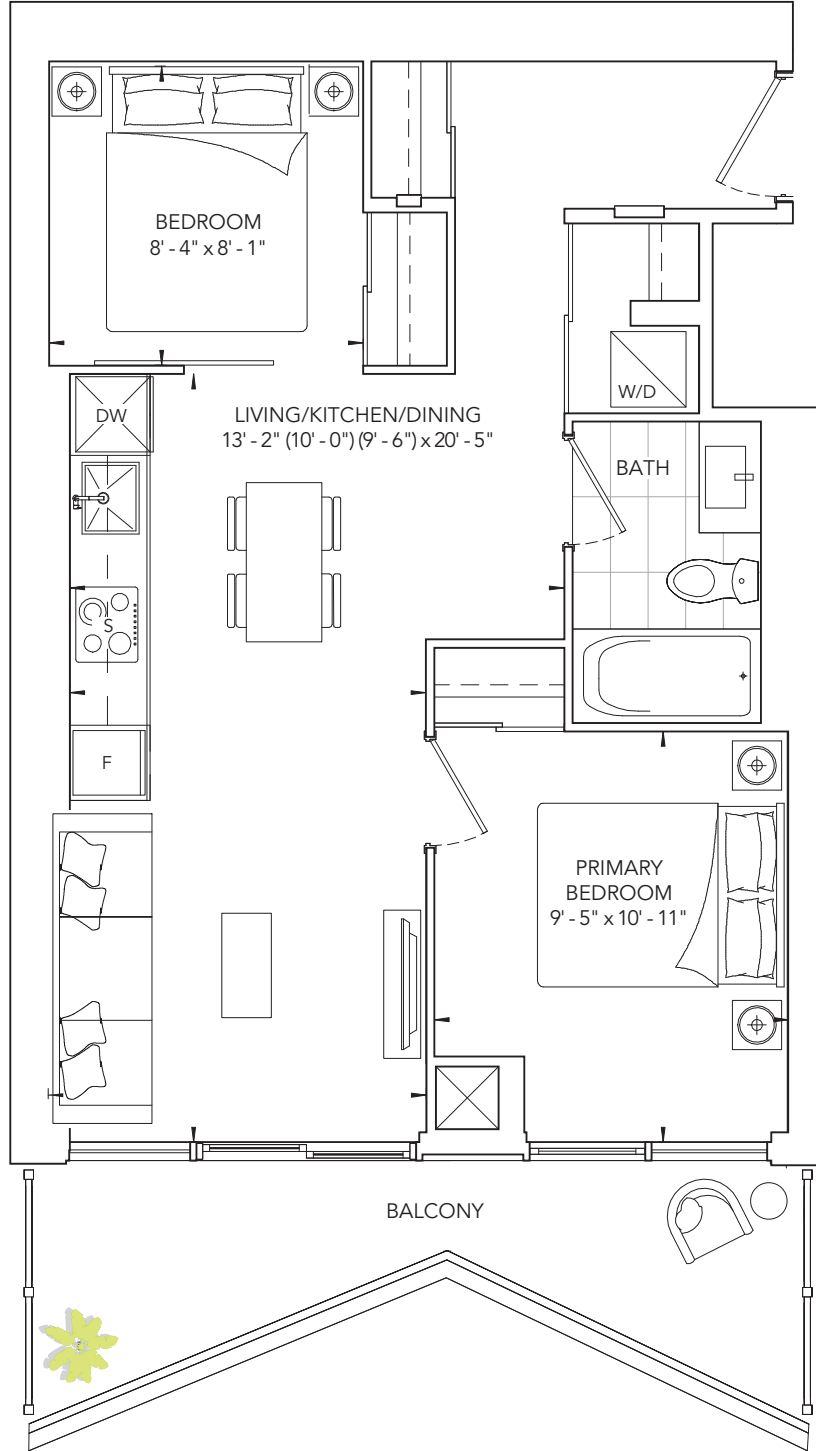 BEDROOM
8' - 4" x 8' - 1"
W/D
DW
LIVING/KITCHEN/DINING
13' - 2" (10' - 0") (9' - 6") x 20' - 5"
BATH
S
F
PRIMARY
BEDROOM
9' - 5" x 10' - 11"
BALCONY